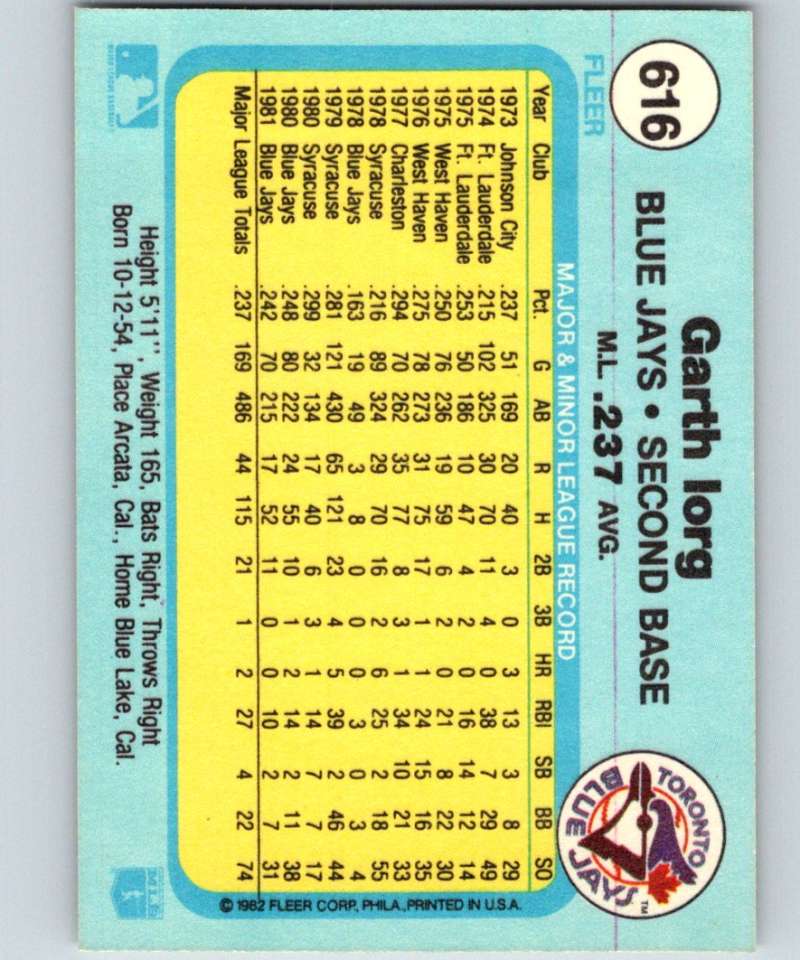 616
Garth Iorg
BLUE JAYS • SECOND BASE
M.L. .237 AVG.
TORONTO
BLUE JAYS™
FLEER
MAJOR & MINOR LEAGUE RECORD
Year Club Pct. G AB R H 2B 3B HR RBI SB BB SO
1973 Johnson City .237 51 169 20 40 3 0 3 13 3 8 29
1974 Ft. Lauderdale .215 102 325 30 70 11 4 0 38 7 29 49
1975 Ft. Lauderdale .253 50 186 10 47 4 2 0 16 14 12 14
1975 West Haven .250 76 236 19 59 6 2 0 21 8 22 30
1976 West Haven .275 78 273 31 75 17 1 1 24 15 16 35
1977 Charleston .294 70 262 35 77 8 3 1 34 10 21 33
1978 Syracuse .216 89 324 29 70 16 2 6 25 2 18 55
1978 Blue Jays .163 19 49 3 8 0 0 0 3 0 3 4
1979 Syracuse .281 121 430 65 121 23 4 5 39 2 46 44
1980 Syracuse .299 32 134 17 40 6 3 1 14 7 7 17
1980 Blue Jays .248 80 222 24 55 10 1 2 14 2 11 38
1981 Blue Jays .242 70 215 17 52 11 0 0 10 2 7 31
Major League Totals .237 169 486 44 115 21 1 2 27 4 22 74
© 1982 FLEER CORP., PHILA., PRINTED IN U.S.A.
Height 5'11", Weight 165, Bats Right, Throws Right
Born 10-12-54, Place Arcata, Cal., Home Blue Lake, Cal.